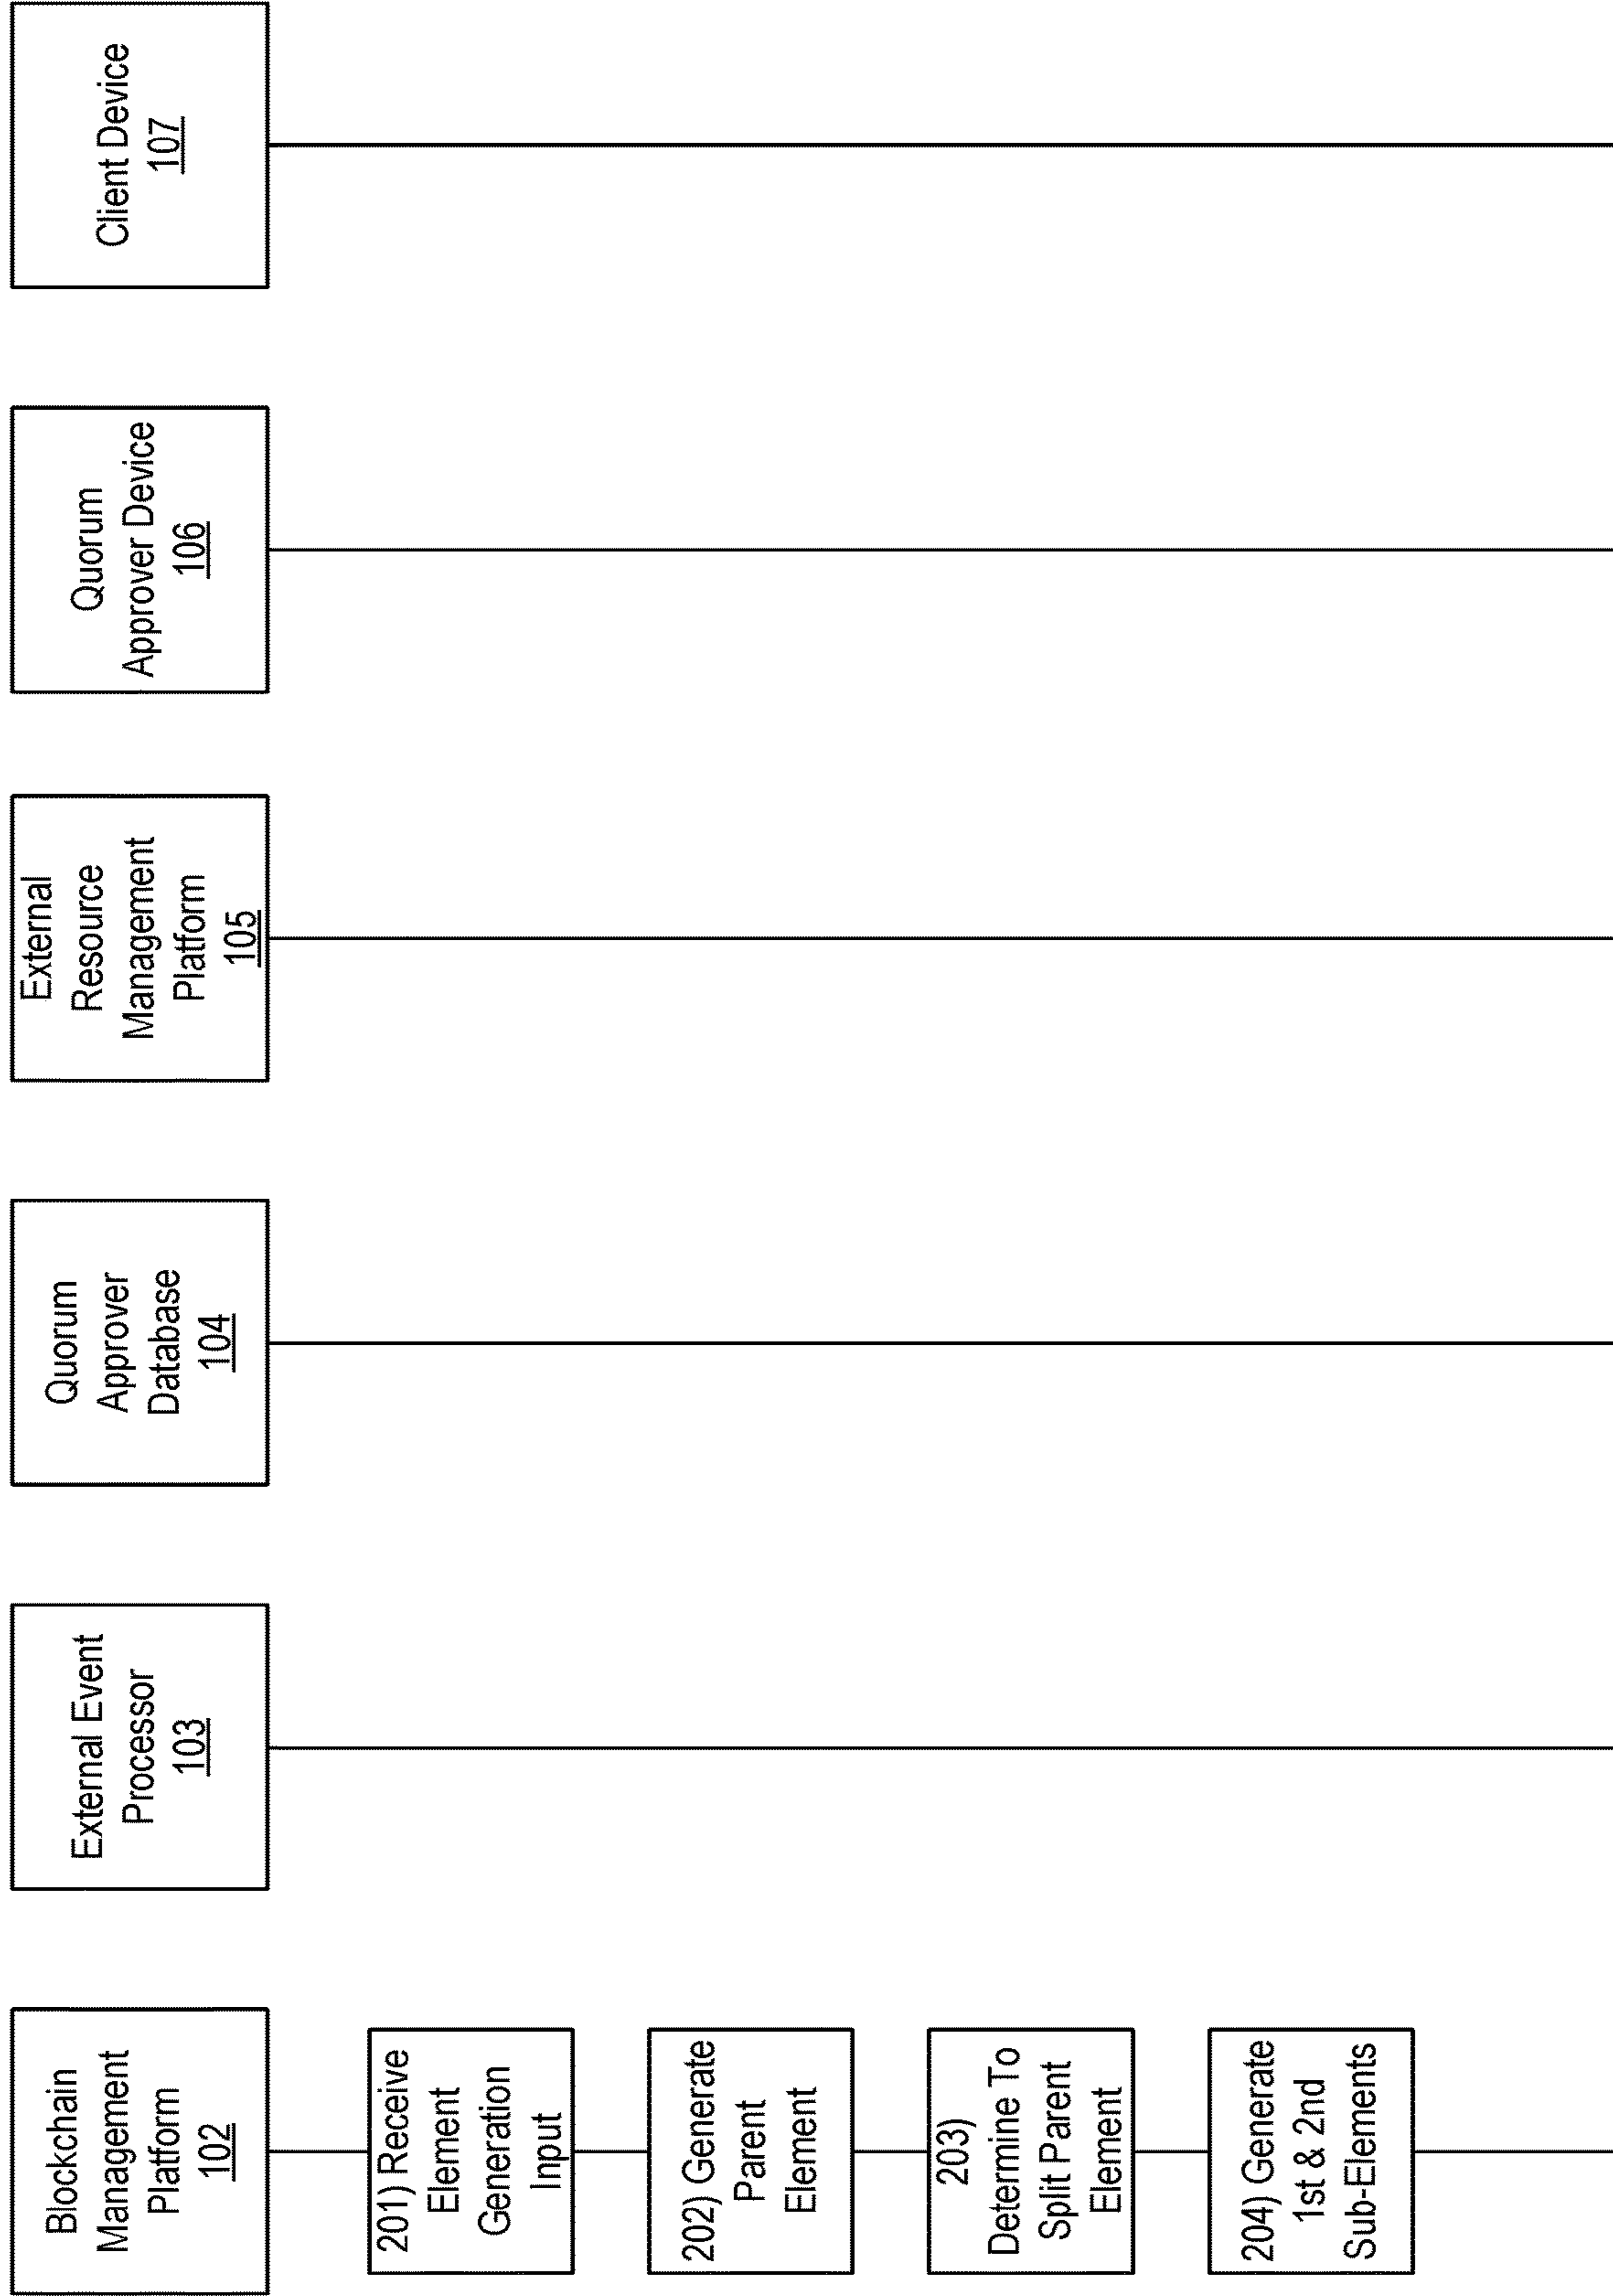 Blockchain
Management
Platform
102
External Event
Processor
103
Quorum
Approver
Database
104
External
Resource
Management
Platform
105
Quorum
Approver Device
106
Client Device
107
201) Receive
Element
Generation
Input
202) Generate
Parent
Element
203)
Determine To
Split Parent
Element
204) Generate
1st & 2nd
Sub-Elements